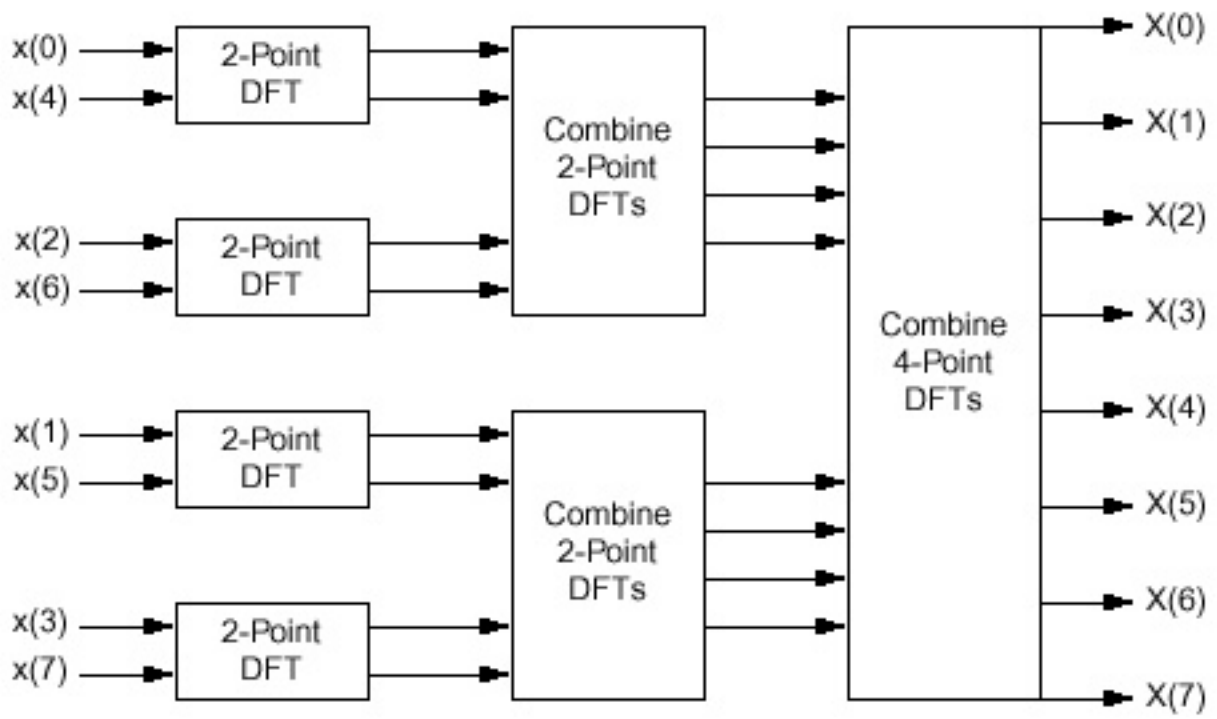 x(0)
x(4)
2-Point
DFT
x(2)
x(6)
2-Point
DFT
x(1)
x(5)
2-Point
DFT
x(3)
x(7)
2-Point
DFT
Combine
2-Point
DFTs
Combine
2-Point
DFTs
Combine
4-Point
DFTs
X(0)
X(1)
X(2)
X(3)
X(4)
X(5)
X(6)
X(7)